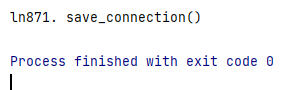 ln871. save_connection()
Process finished with exit code 0